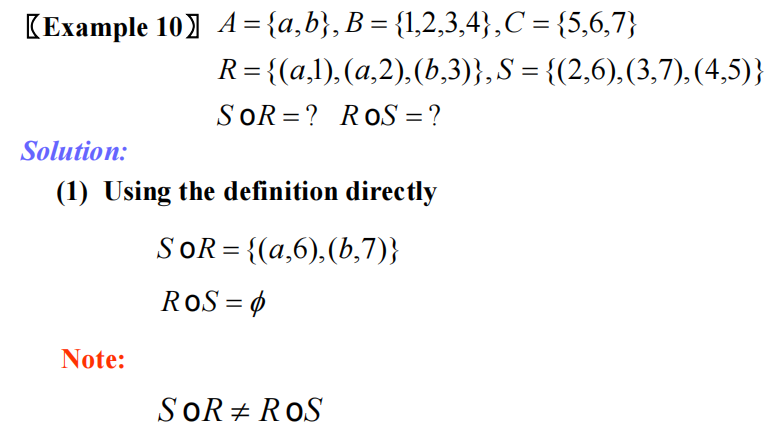 〖Example 10〗 A = {a,b}, B = {1,2,3,4}, C = {5,6,7}
R = {(a,1),(a,2),(b,3)}, S = {(2,6),(3,7),(4,5)}
S o R = ? R o S = ?
Solution:
(1) Using the definition directly
S o R = {(a,6),(b,7)}
R o S = ϕ
Note:
S o R ≠ R o S